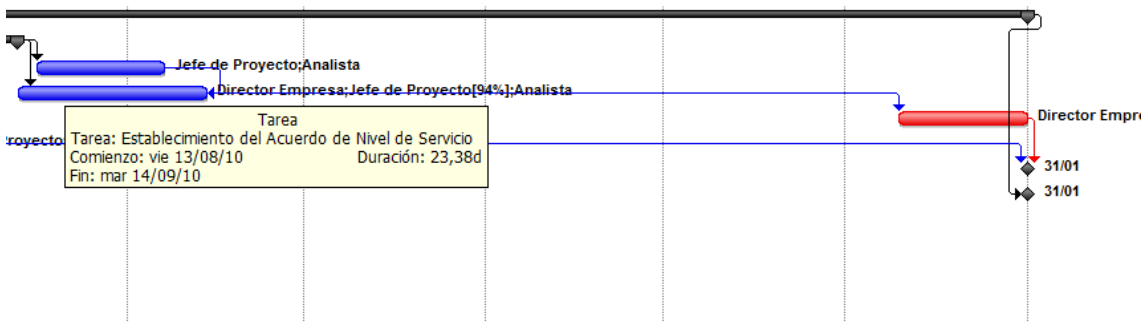 Jefe de Proyecto;Analista
Director Empresa;Jefe de Proyecto[94%];Analista
Director Empre
royecto
Tarea
Tarea: Establecimiento del Acuerdo de Nivel de Servicio
Comienzo: vie 13/08/10 Duración: 23,38d
Fin: mar 14/09/10
31/01
31/01